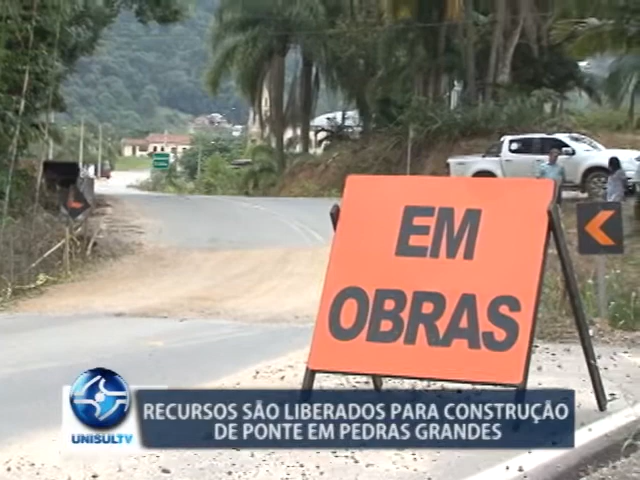 EM
OBRAS
RECURSOS SÃO LIBERADOS PARA CONSTRUÇÃO
DE PONTE EM PEDRAS GRANDES
UNISULTV